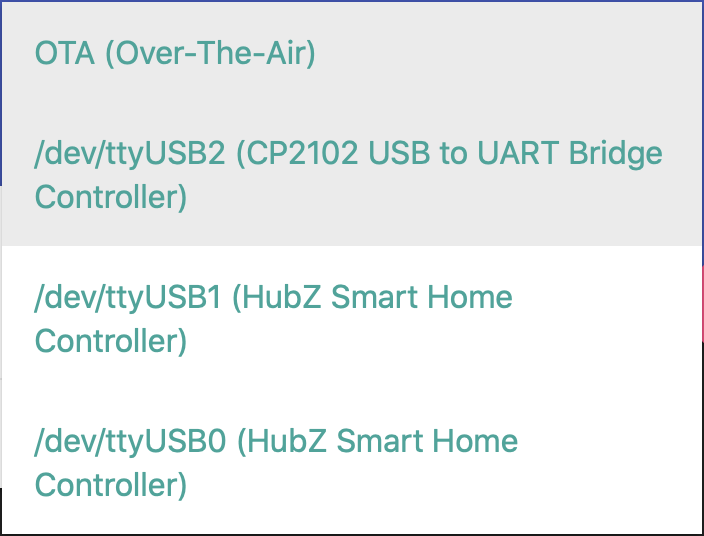 OTA (Over-The-Air)
/dev/ttyUSB2 (CP2102 USB to UART Bridge
Controller)
/dev/ttyUSB1 (HubZ Smart Home
Controller)
/dev/ttyUSB0 (HubZ Smart Home
Controller)